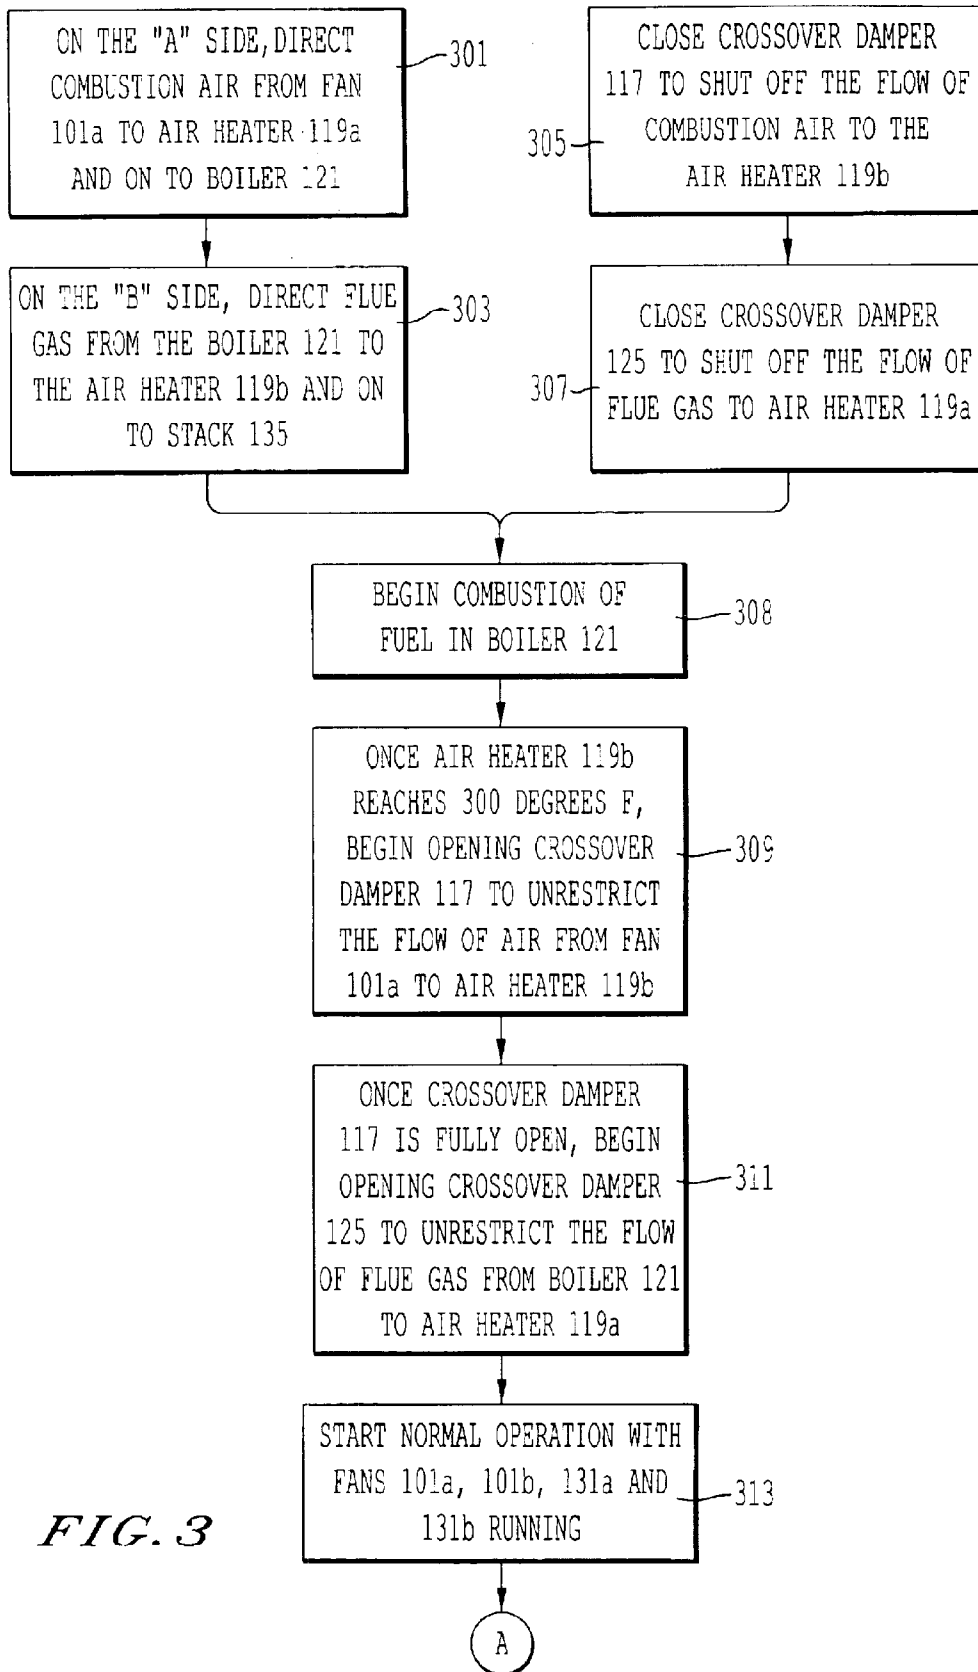 ON THE "A" SIDE, DIRECT
COMBUSTION AIR FROM FAN
101a TO AIR HEATER 119a
AND ON TO BOILER 121
301
ON THE "B" SIDE, DIRECT FLUE
GAS FROM THE BOILER 121 TO
THE AIR HEATER 119b AND ON
TO STACK 135
303
CLOSE CROSSOVER DAMPER
117 TO SHUT OFF THE FLOW OF
COMBUSTION AIR TO THE
AIR HEATER 119b
305
CLOSE CROSSOVER DAMPER
125 TO SHUT OFF THE FLOW OF
FLUE GAS TO AIR HEATER 119a
307
BEGIN COMBUSTION OF
FUEL IN BOILER 121
308
ONCE AIR HEATER 119b
REACHES 300 DEGREES F,
BEGIN OPENING CROSSOVER
DAMPER 117 TO UNRESTRICT
THE FLOW OF AIR FROM FAN
101a TO AIR HEATER 119b
309
ONCE CROSSOVER DAMPER
117 IS FULLY OPEN, BEGIN
OPENING CROSSOVER DAMPER
125 TO UNRESTRICT THE FLOW
OF FLUE GAS FROM BOILER 121
TO AIR HEATER 119a
311
START NORMAL OPERATION WITH
FANS 101a, 101b, 131a AND
131b RUNNING
313
A
FIG. 3